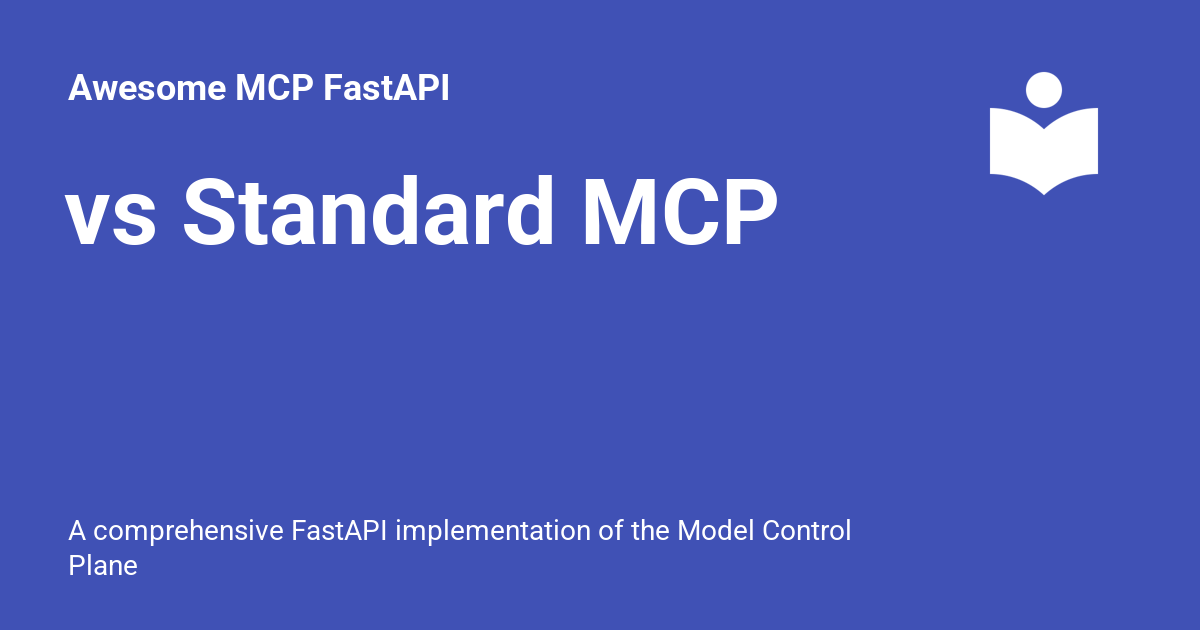 Awesome MCP FastAPI
vs Standard MCP
A comprehensive FastAPI implementation of the Model Control
Plane